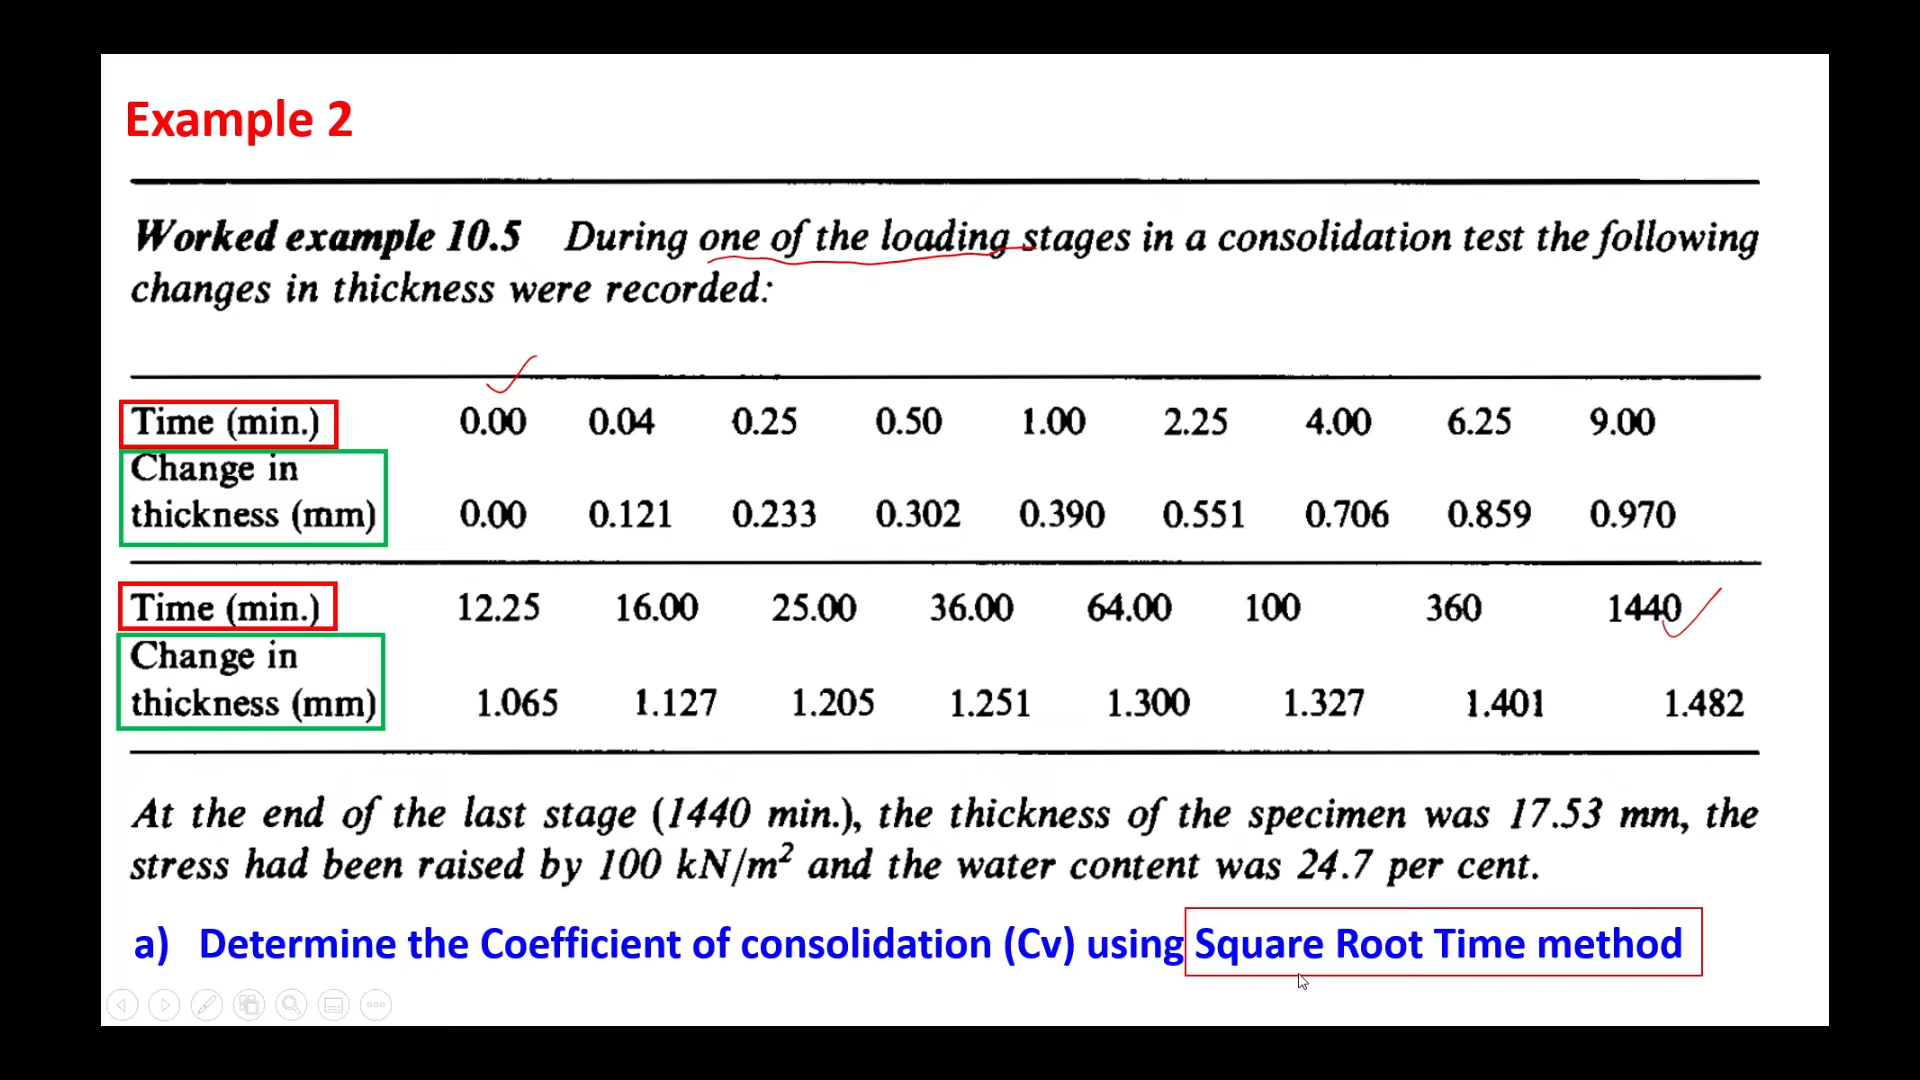 Example 2
Worked example 10.5 During one of the loading stages in a consolidation test the following
changes in thickness were recorded:
Time (min.) 0.00 0.04 0.25 0.50 1.00 2.25 4.00 6.25 9.00
Change in
thickness (mm) 0.00 0.121 0.233 0.302 0.390 0.551 0.706 0.859 0.970
Time (min.) 12.25 16.00 25.00 36.00 64.00 100 360 1440
Change in
thickness (mm) 1.065 1.127 1.205 1.251 1.300 1.327 1.401 1.482
At the end of the last stage (1440 min.), the thickness of the specimen was 17.53 mm, the
stress had been raised by 100 kN/m² and the water content was 24.7 per cent.
a) Determine the Coefficient of consolidation (Cv) using Square Root Time method